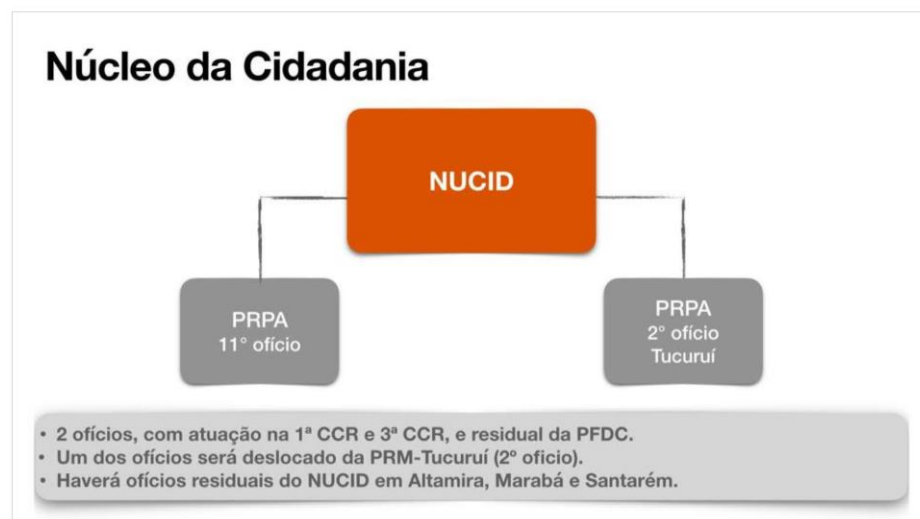 Núcleo da Cidadania
NUCID
PRPA
11° ofício
PRPA
2° ofício
Tucuruí
• 2 ofícios, com atuação na 1ª CCR e 3ª CCR, e residual da PFDC.
• Um dos ofícios será deslocado da PRM-Tucuruí (2º oficio).
• Haverá ofícios residuais do NUCID em Altamira, Marabá e Santarém.